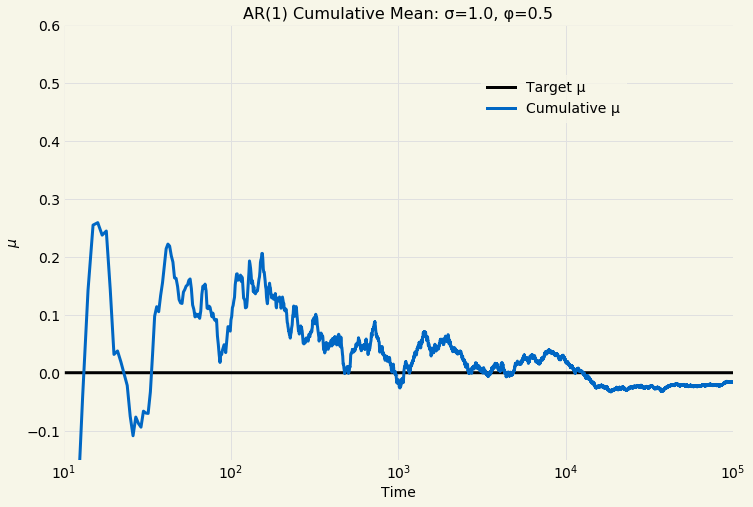 AR(1) Cumulative Mean: σ=1.0, φ=0.5
0.6
0.5
0.4
0.3
0.2
0.1
0.0
−0.1
μ
Target μ
Cumulative μ
10¹
10²
10³
10⁴
10⁵
Time